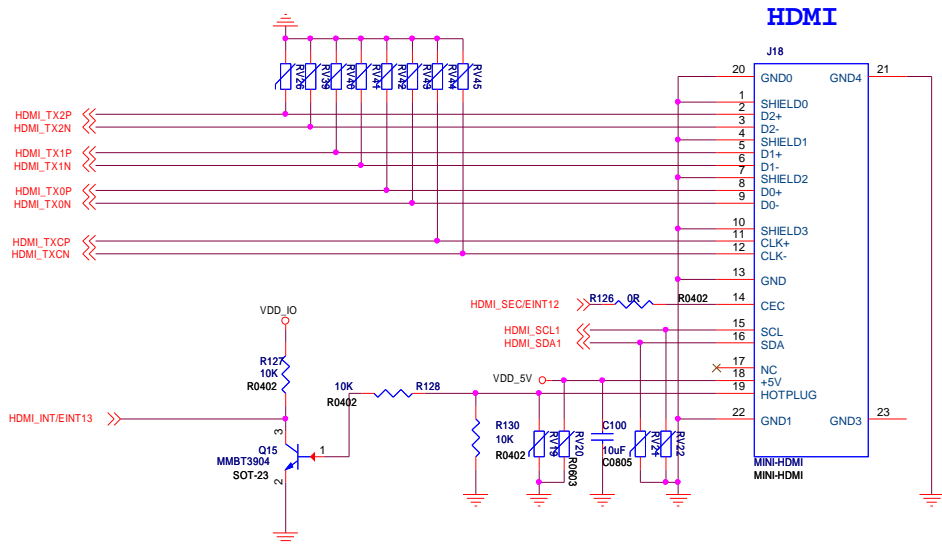 HDMI
J18
RV26
RV39
RV40
RV41
RV42
RV43
RV44
RV45
20 GND0 GND4 21
1 SHIELD0
HDMI_TX2P 2 D2+
HDMI_TX2N 3 D2-
4 SHIELD1
HDMI_TX1P 5 D1+
HDMI_TX1N 6 D1-
7 SHIELD2
HDMI_TX0P 8 D0+
HDMI_TX0N 9 D0-
10 SHIELD3
HDMI_TXCP 11 CLK+
HDMI_TXCN 12 CLK-
13 GND
HDMI_SEC/EINT12 R126 0R R0402 14 CEC
VDD_IO
HDMI_SCL1 15 SCL
HDMI_SDA1 16 SDA
17 NC
VDD_5V 18 +5V
19 HOTPLUG
R127
10K
R0402
10K R128
R0402
HDMI_INT/EINT13
22 GND1 GND3 23
3
Q15
MMBT3904
SOT-23
1
2
R130
10K
R0402
RV19
RV20
R0603
C100
10uF
C0805
RV21
RV22
MINI-HDMI
MINI-HDMI